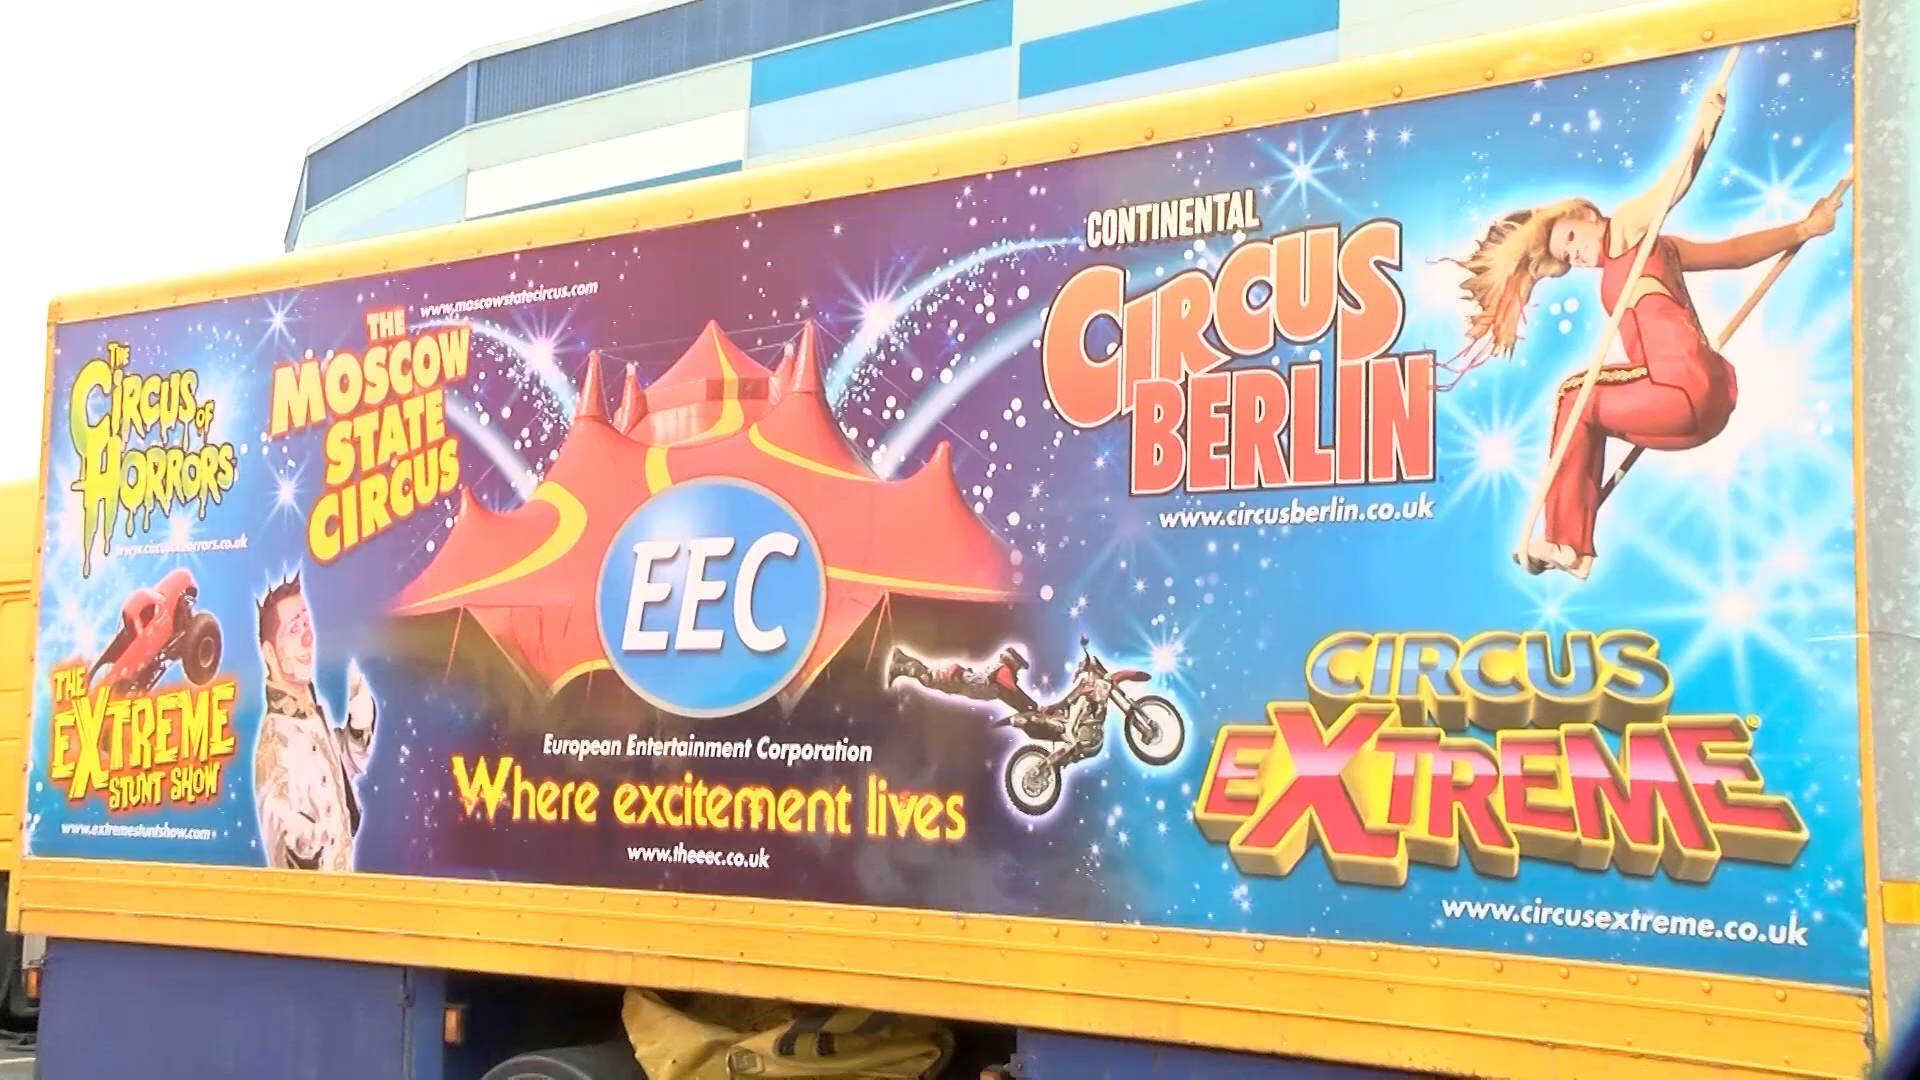 THE
CIRCUS OF
HORRORS
THE
MOSCOW
STATE
CIRCUS
www.moscowstatecircus.com
THE
EXTREME
STUNT SHOW
www.extremestuntshow.com
EEC
European Entertainment Corporation
Where excitement lives
www.theeec.co.uk
CONTINENTAL
CIRCUS
BERLIN
www.circusberlin.co.uk
CIRCUS
EXTREME®
www.circusextreme.co.uk